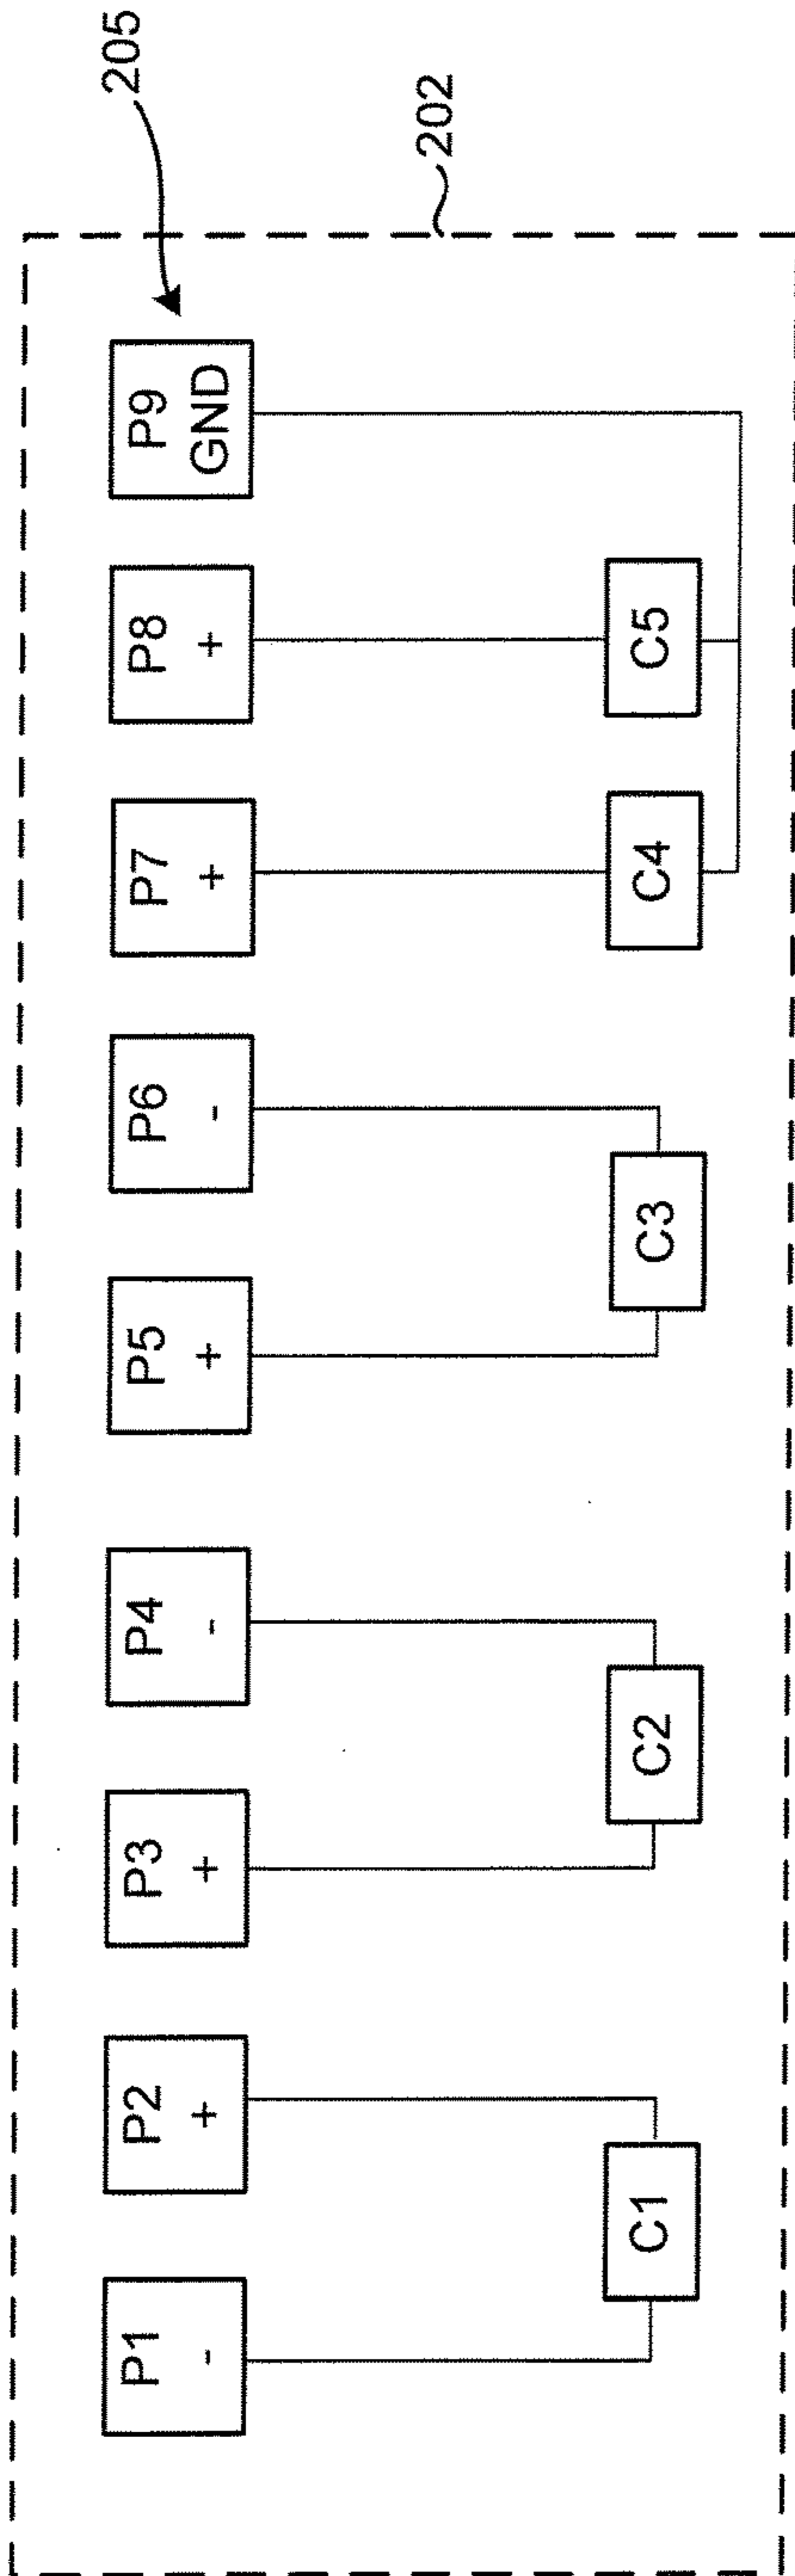 205
202
P1
-
P2
+
P3
+
P4
-
P5
+
P6
-
P7
+
P8
+
P9
GND
C1
C2
C3
C4
C5